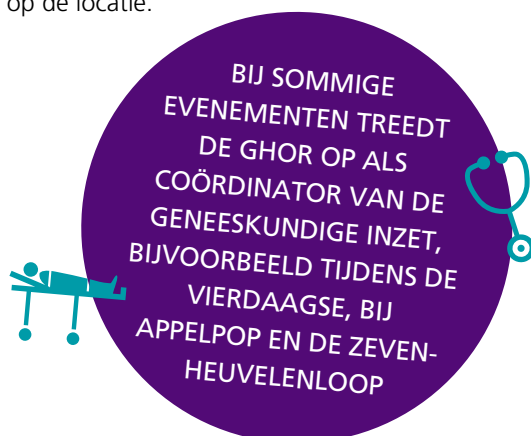 op de locatie.
BIJ SOMMIGE
EVENEMENTEN TREEDT
DE GHOR OP ALS
COÖRDINATOR VAN DE
GENEESKUNDIGE INZET,
BIJVOORBEELD TIJDENS DE
VIERDAAGSE, BIJ
APPELPOP EN DE ZEVEN-
HEUVELENLOOP